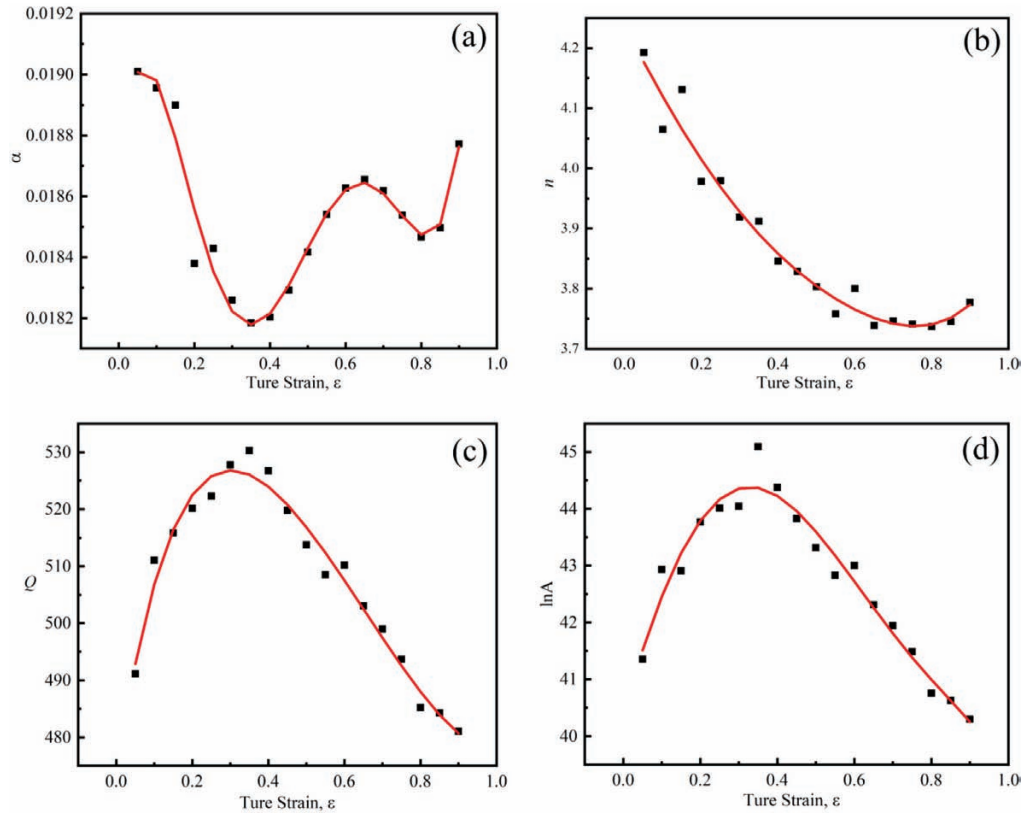 (a)
0.0192
0.0190
0.0188
0.0186
0.0184
0.0182
α
0.0 0.2 0.4 0.6 0.8 1.0
Ture Strain, ε
(b)
4.2
4.1
4.0
3.9
3.8
3.7
n
0.0 0.2 0.4 0.6 0.8 1.0
Ture Strain, ε
(c)
530
520
510
500
490
480
Q
0.0 0.2 0.4 0.6 0.8 1.0
Ture Strain, ε
(d)
45
44
43
42
41
40
lnA
0.0 0.2 0.4 0.6 0.8 1.0
Ture Strain, ε